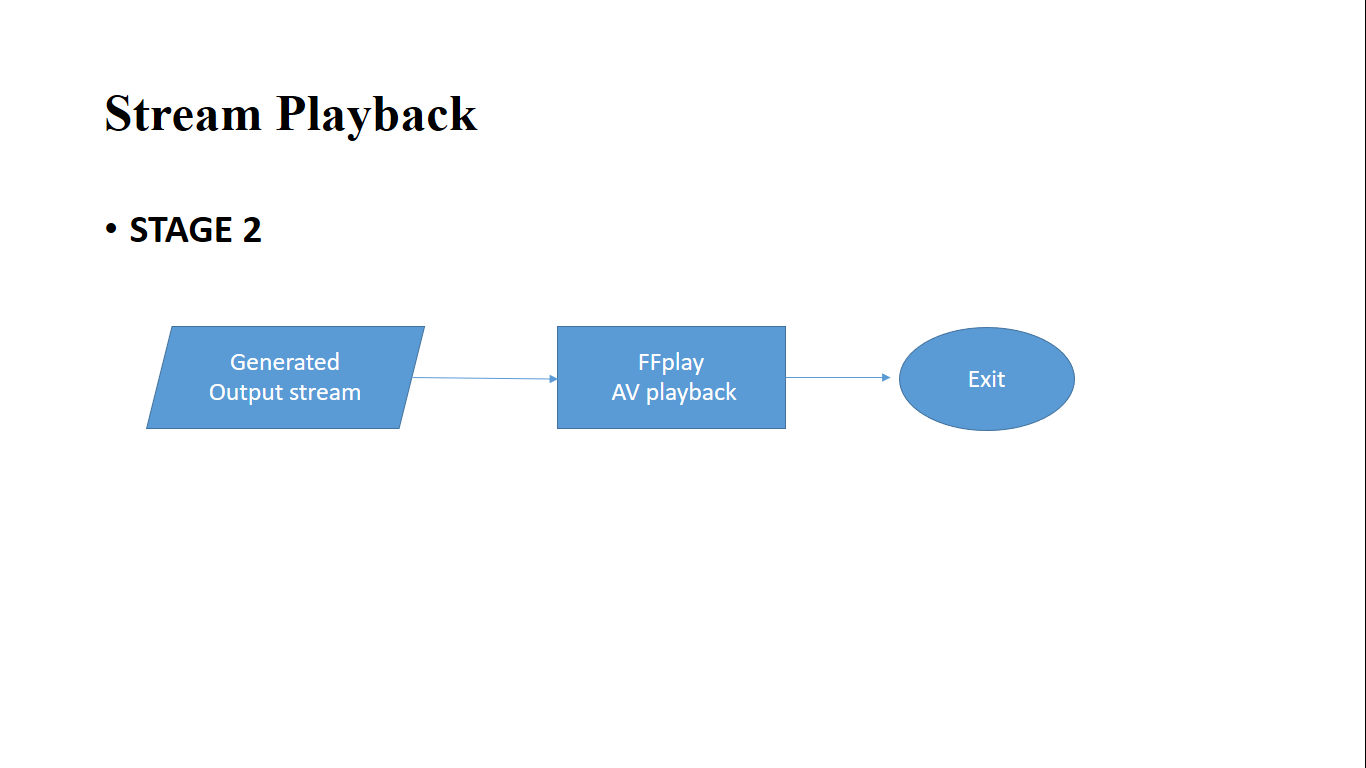 Stream Playback
• STAGE 2
Generated
Output stream
FFplay
AV playback
Exit